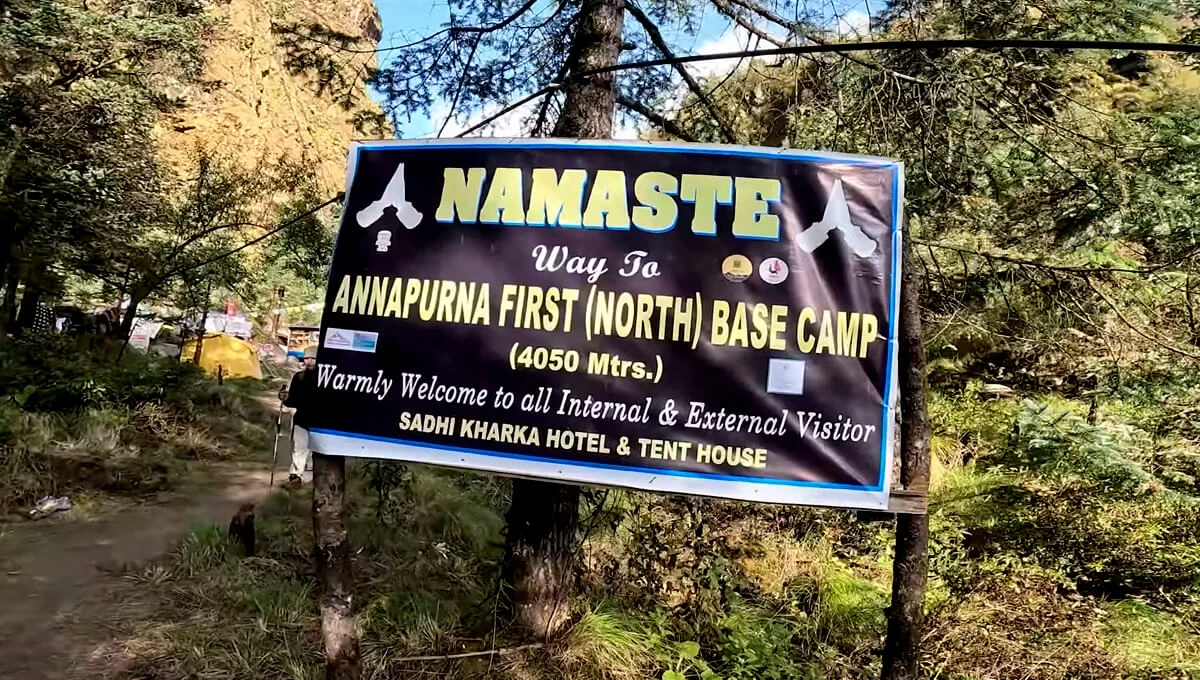 NAMASTE
Way To
ANNAPURNA FIRST (NORTH) BASE CAMP
(4050 Mtrs.)
Warmly Welcome to all Internal & External Visitor
SADHI KHARKA HOTEL & TENT HOUSE